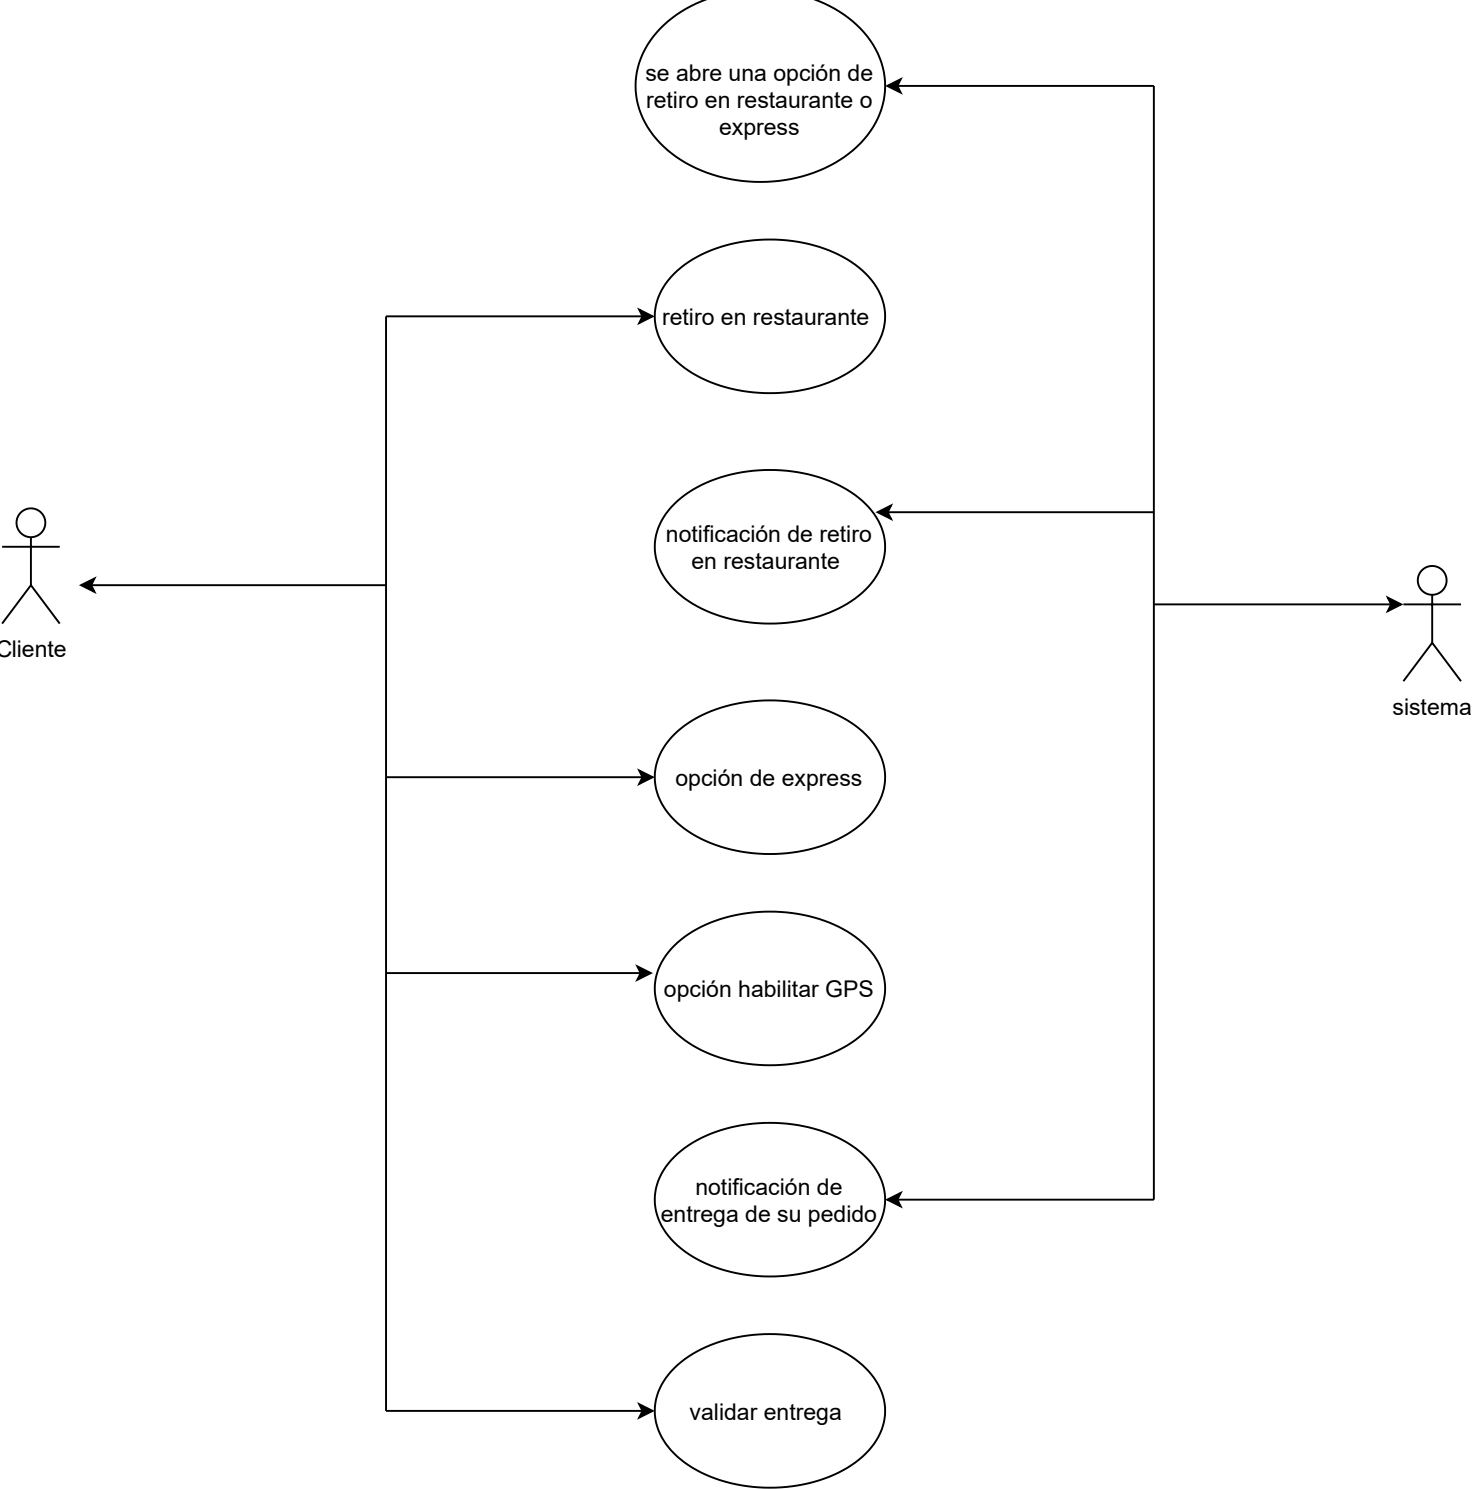 se abre una opción de
retiro en restaurante o
express
retiro en restaurante
notificación de retiro
en restaurante
Cliente
sistema
opción de express
opción habilitar GPS
notificación de
entrega de su pedido
validar entrega